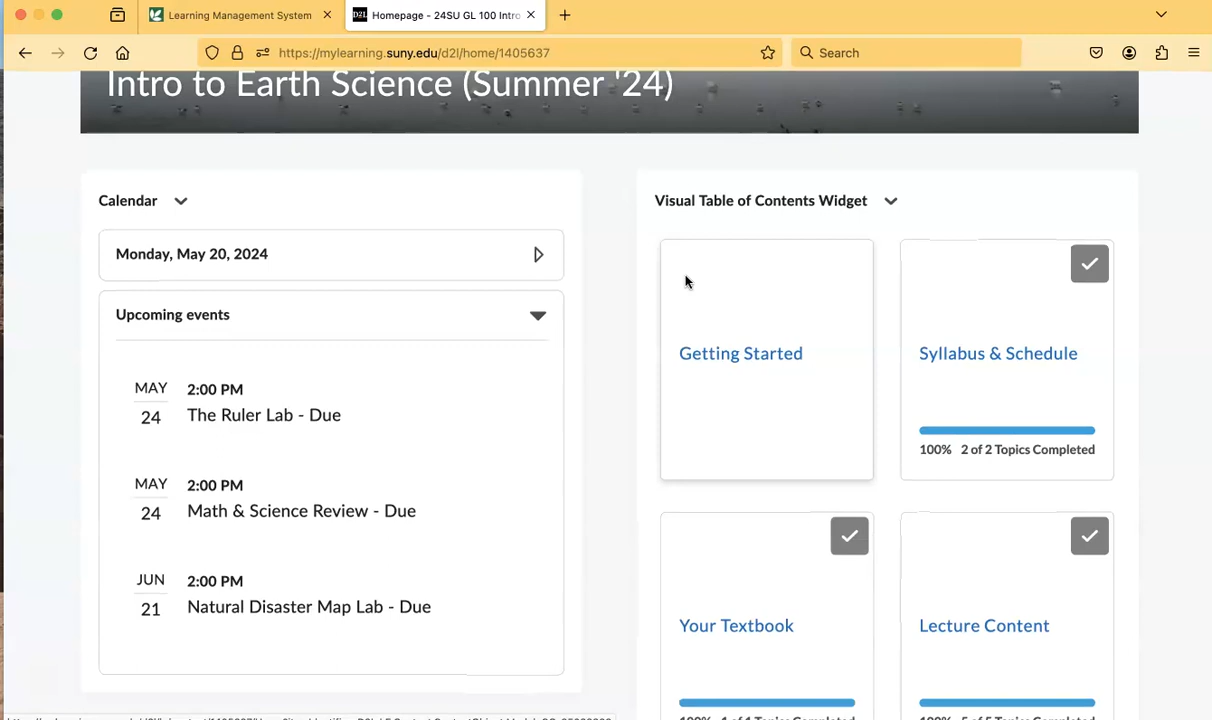 Learning Management System
Homepage - 24SU GL 100 Intro
https://mylearning.suny.edu/d2l/home/1405637
Search
Intro to Earth Science (Summer '24)
Calendar
Monday, May 20, 2024
Upcoming events
MAY
24
2:00 PM
The Ruler Lab - Due
MAY
24
2:00 PM
Math & Science Review - Due
JUN
21
2:00 PM
Natural Disaster Map Lab - Due
Visual Table of Contents Widget
Getting Started
Syllabus & Schedule
100% 2 of 2 Topics Completed
Your Textbook
Lecture Content